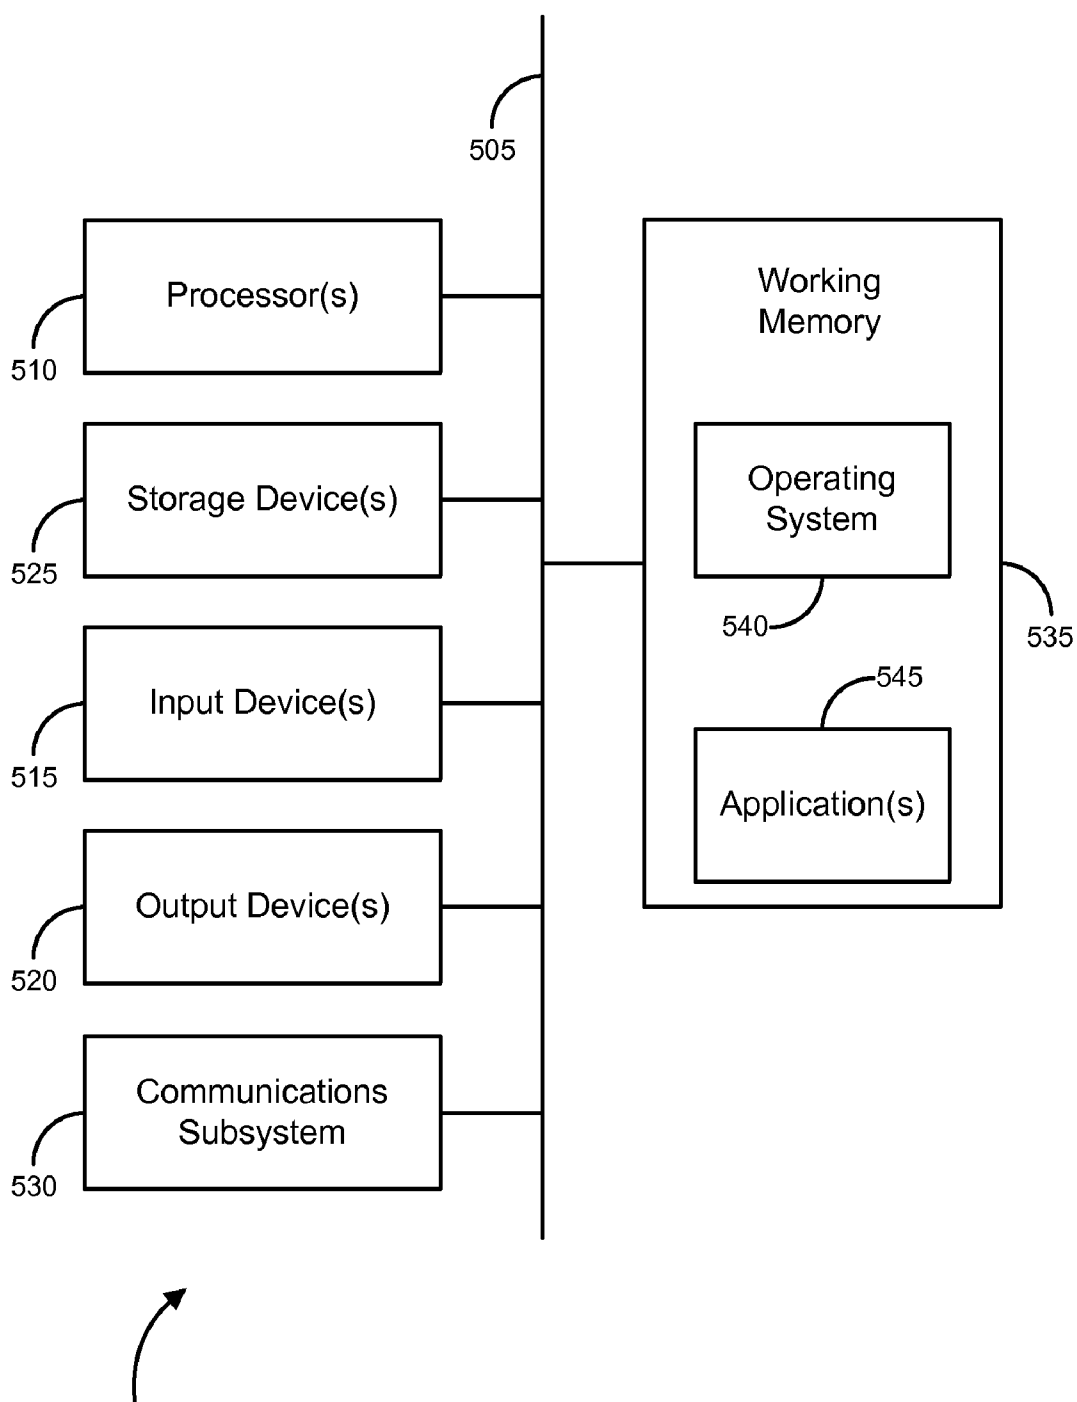 505
Processor(s)
510
Storage Device(s)
525
Input Device(s)
515
Output Device(s)
520
Communications
Subsystem
530
Working
Memory
Operating
System
540
535
545
Application(s)